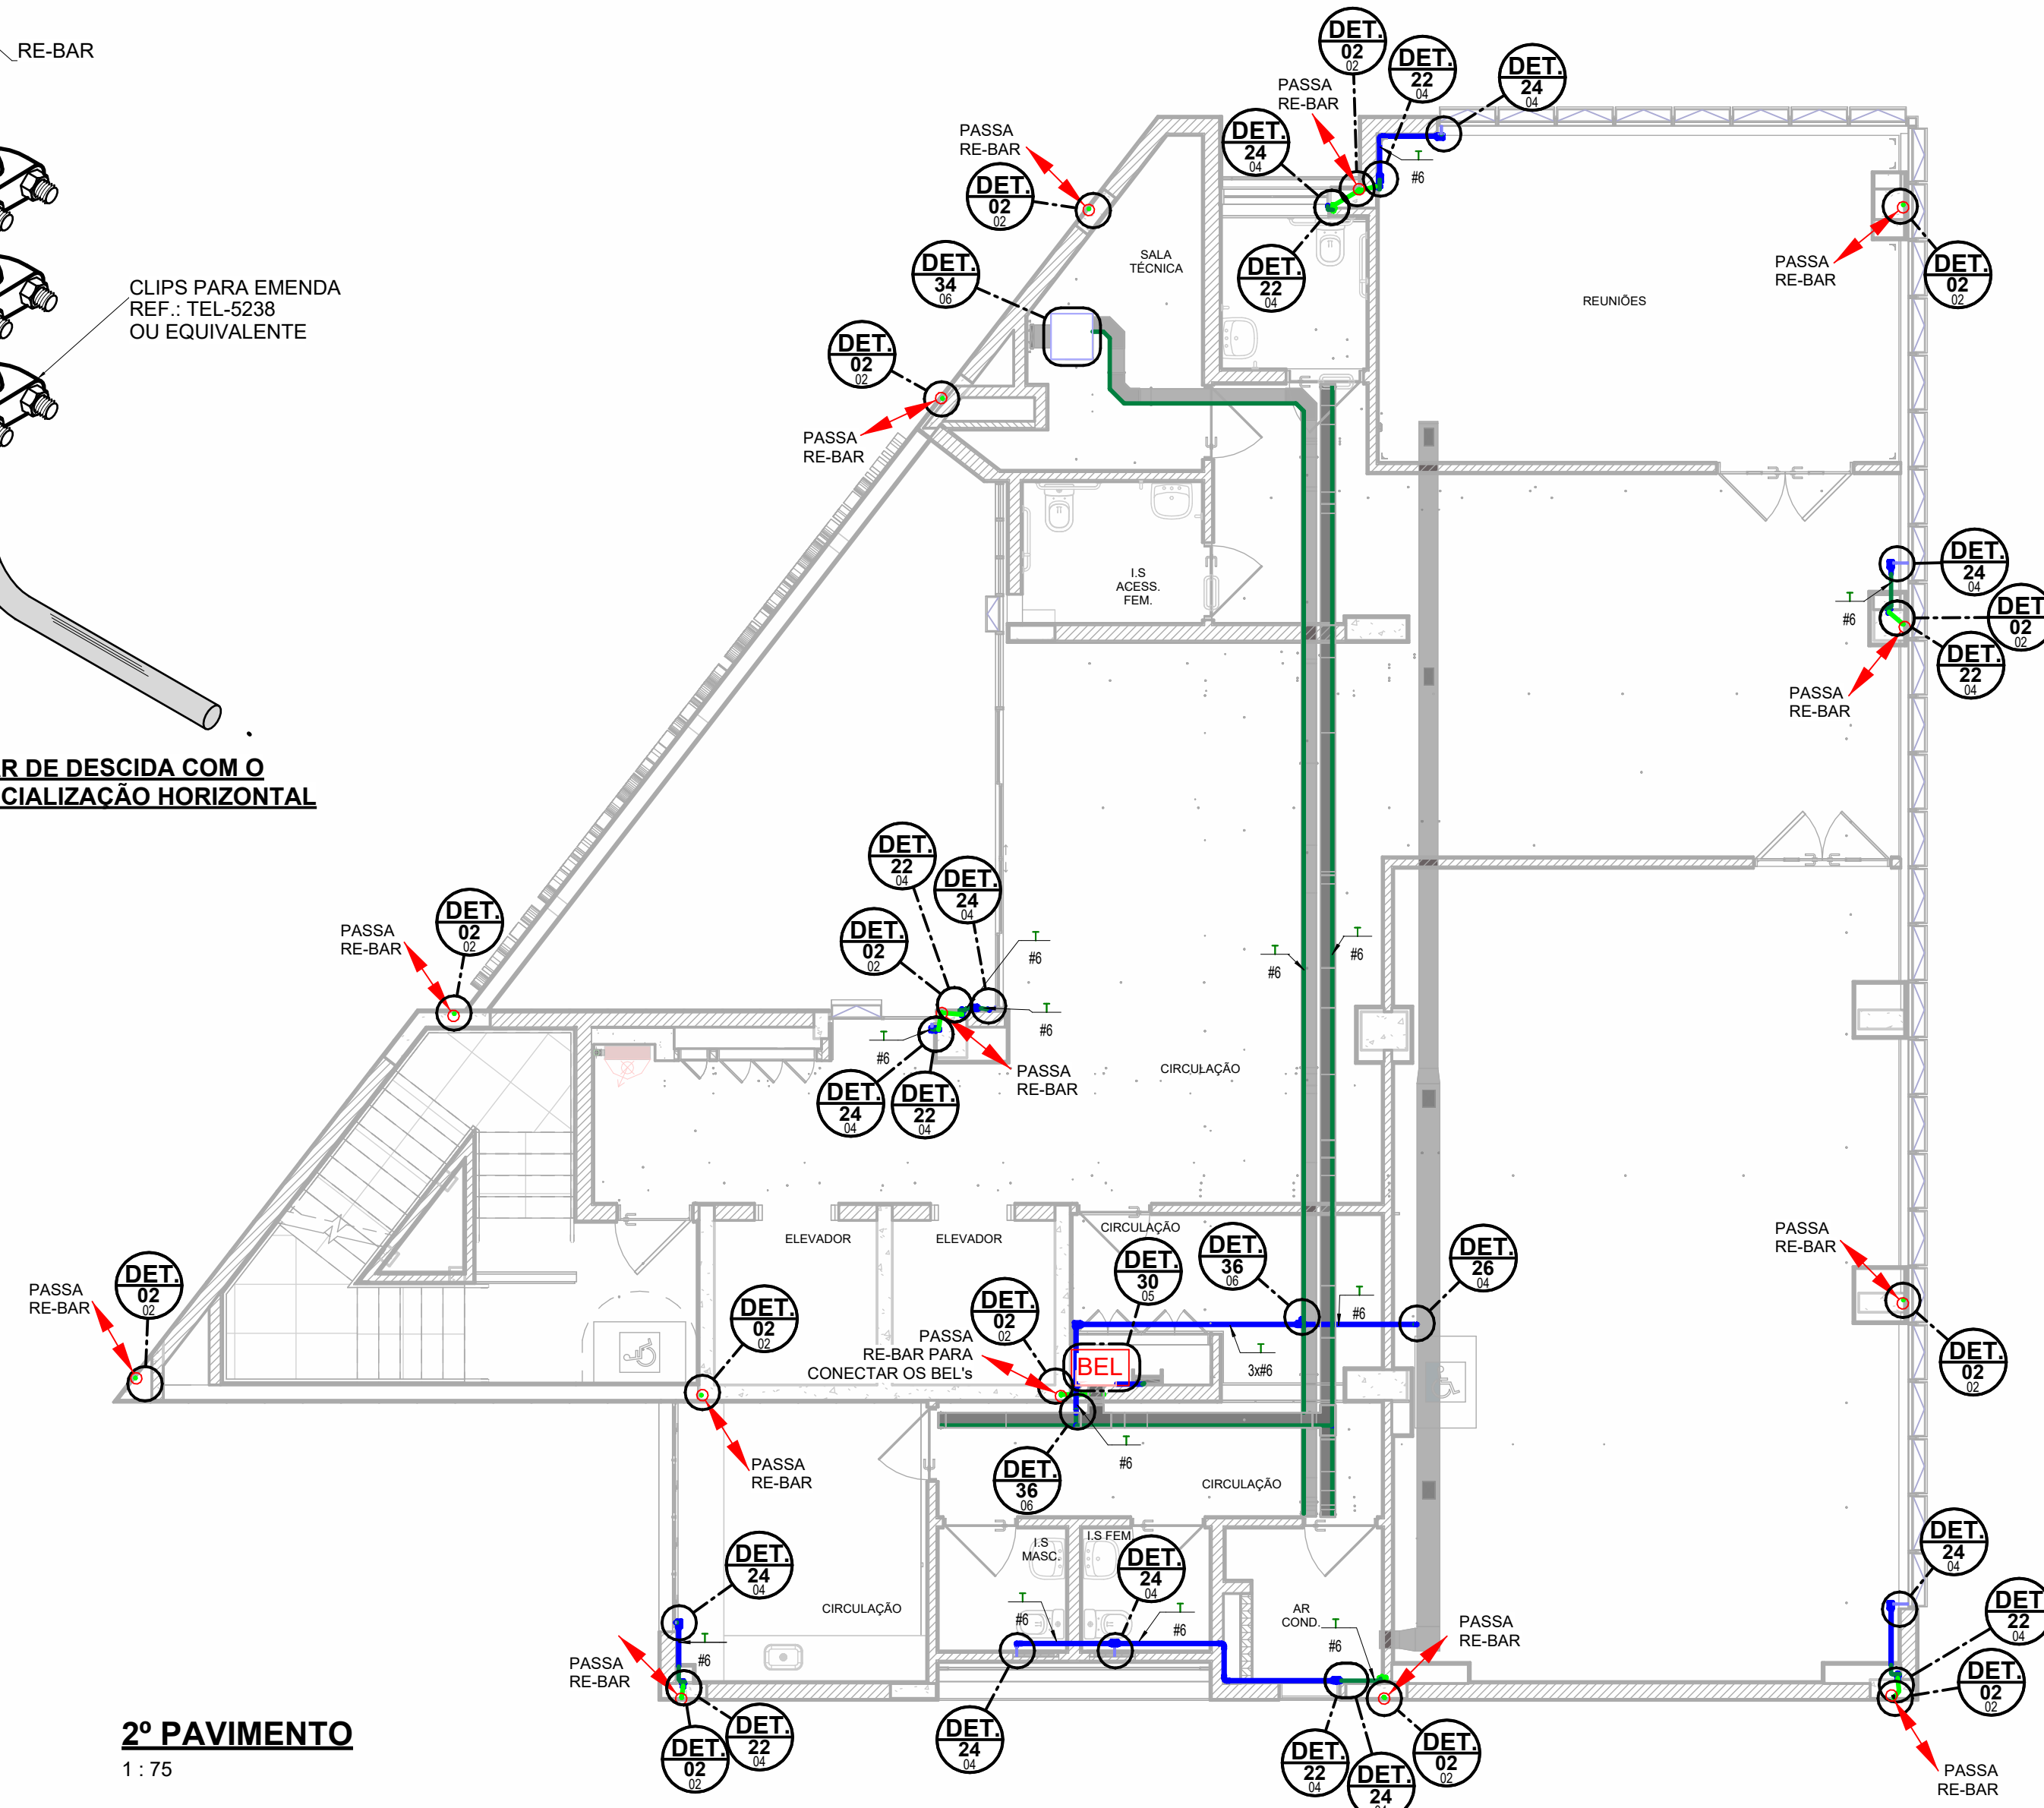 RE-BAR
CLIPS PARA EMENDA
REF.: TEL-5238
OU EQUIVALENTE
R DE DESCIDA COM O
CIALIZAÇÃO HORIZONTAL
DET.
02
02
DET.
22
04
DET.
24
04
PASSA
RE-BAR
PASSA
RE-BAR
DET.
24
04
DET.
02
02
SALA
TÉCNICA
DET.
34
06
DET.
22
04
T
#6
REUNIÕES
PASSA
RE-BAR
DET.
02
02
DET.
02
02
PASSA
RE-BAR
I.S
ACESS.
FEM.
DET.
24
04
T
#6
DET
02
02
DET.
22
04
PASSA
RE-BAR
DET.
22
04
DET.
24
04
DET.
02
02
PASSA
RE-BAR
DET.
02
02
T
#6
T
#6
T
#6
T
#6
T
#6
PASSA
RE-BAR
CIRCULAÇÃO
DET.
24
04
DET.
22
04
ELEVADOR
ELEVADOR
CIRCULAÇÃO
DET.
36
06
DET.
30
05
DET.
26
04
PASSA
RE-BAR
PASSA
RE-BAR
DET.
02
02
DET.
02
02
DET.
02
02
PASSA
RE-BAR PARA
CONECTAR OS BEL's
BEL
T
#6
T
3x#6
DET.
02
02
PASSA
RE-BAR
DET.
36
06
T
#6
CIRCULAÇÃO
DET.
24
04
I.S
MASC.
I.S FEM.
DET.
24
04
DET.
24
04
CIRCULAÇÃO
T
#6
T
#6
AR
COND.
T
#6
PASSA
RE-BAR
DET
22
04
T
#6
PASSA
RE-BAR
DET.
02
02
DET.
22
04
DET.
02
02
DET.
24
04
DET.
22
04
DET.
24
04
DET.
02
02
PASSA
RE-BAR
2º PAVIMENTO
1 : 75